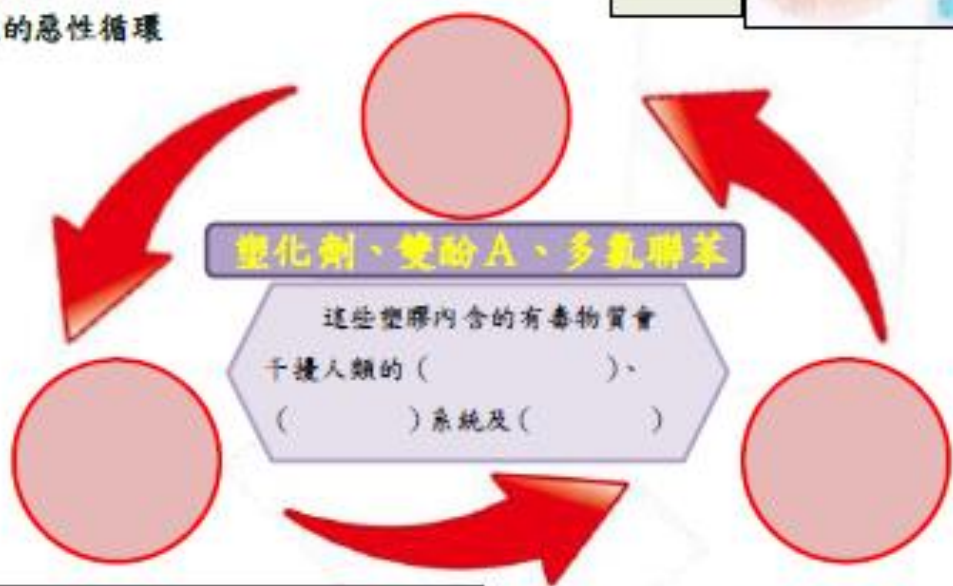 的惡性循環
塑化劑、雙酚A、多氯聯苯
這些塑膠內含的有毒物質會
干擾人類的（　　　）、
（　　　）系統及（　　　）